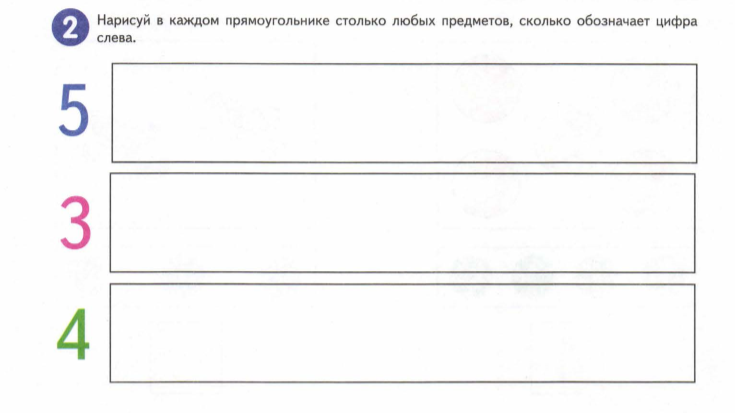 2 Нарисуй в каждом прямоугольнике столько любых предметов, сколько обозначает цифра
слева.
5
3
4